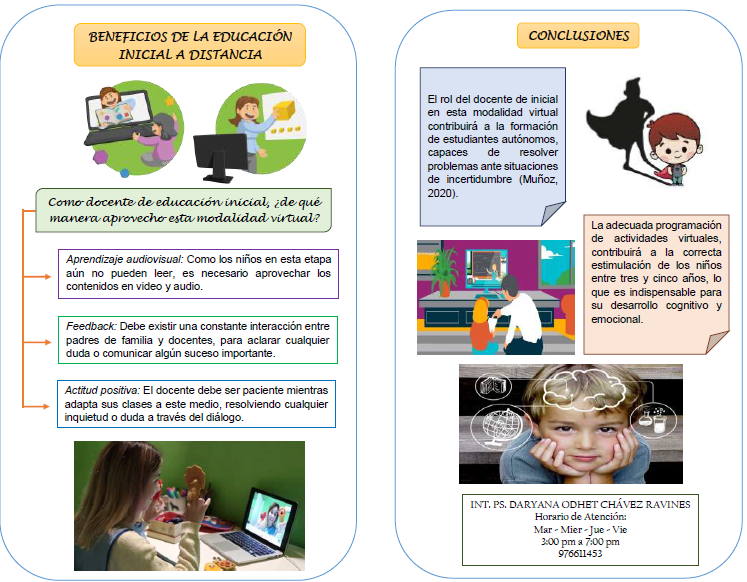 BENEFICIOS DE LA EDUCACIÓN
INICIAL A DISTANCIA
Como docente de educación inicial, ¿de qué
manera aprovecho esta modalidad virtual?
Aprendizaje audiovisual: Como los niños en esta etapa
aún no pueden leer, es necesario aprovechar los
contenidos en video y audio.
Feedback: Debe existir una constante interacción entre
padres de familia y docentes, para aclarar cualquier
duda o comunicar algún suceso importante.
Actitud positiva: El docente debe ser paciente mientras
adapta sus clases a este medio, resolviendo cualquier
inquietud o duda a través del diálogo.
CONCLUSIONES
El rol del docente de inicial
en esta modalidad virtual
contribuirá a la formación
de estudiantes autónomos,
capaces de resolver
problemas ante situaciones
de incertidumbre (Muñoz,
2020).
La adecuada programación
de actividades virtuales,
contribuirá a la correcta
estimulación de los niños
entre tres y cinco años, lo
que es indispensable para
su desarrollo cognitivo y
emocional.
INT. PS. DARYANA ODHET CHÁVEZ RAVINES
Horario de Atención:
Mar - Mier - Jue - Vie
3:00 pm a 7:00 pm
976611453